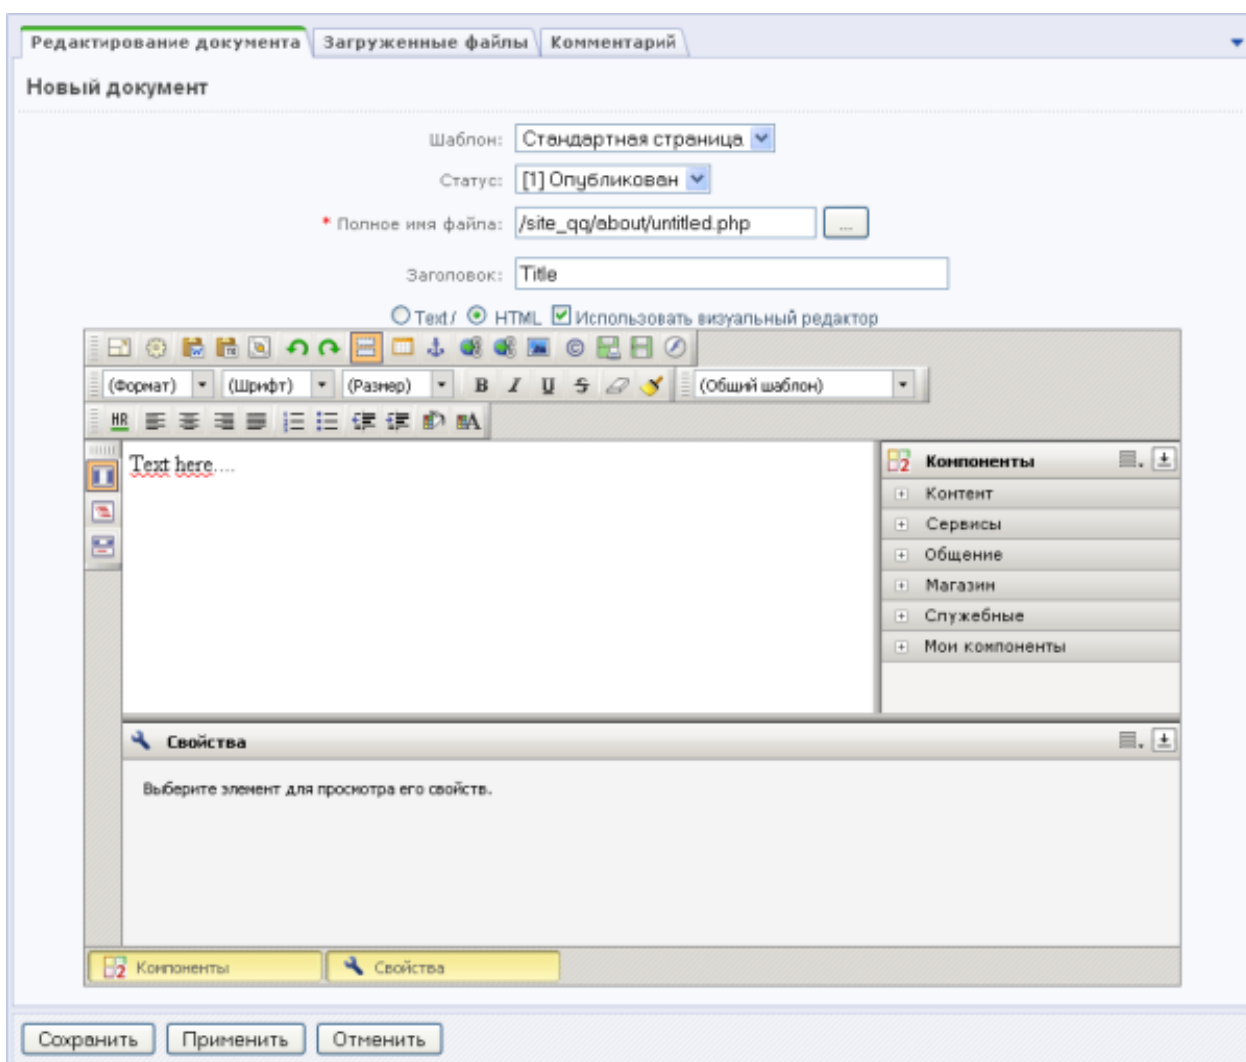 Редактирование документа Загруженные файлы Комментарий
Новый документ
Шаблон: Стандартная страница
Статус: [1] Опубликован
* Полное имя файла: /site_qq/about/untitled.php ...
Заголовок: Title
Text / HTML Использовать визуальный редактор
(Формат) (Шрифт) (Размер) B I U S (Общий шаблон)
HR A
Text here....
2 Компоненты
Контент
Сервисы
Общение
Магазин
Служебные
Мои компоненты
Свойства
Выберите элемент для просмотра его свойств.
2 Компоненты Свойства
Сохранить Применить Отменить